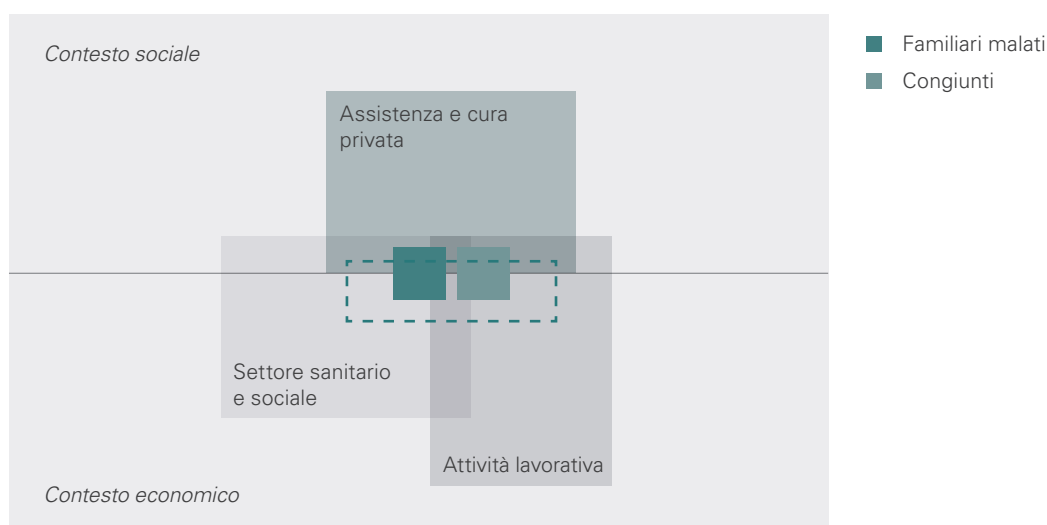 Contesto sociale
Assistenza e cura
privata
Settore sanitario
e sociale
Attività lavorativa
Contesto economico
Familiari malati
Congiunti